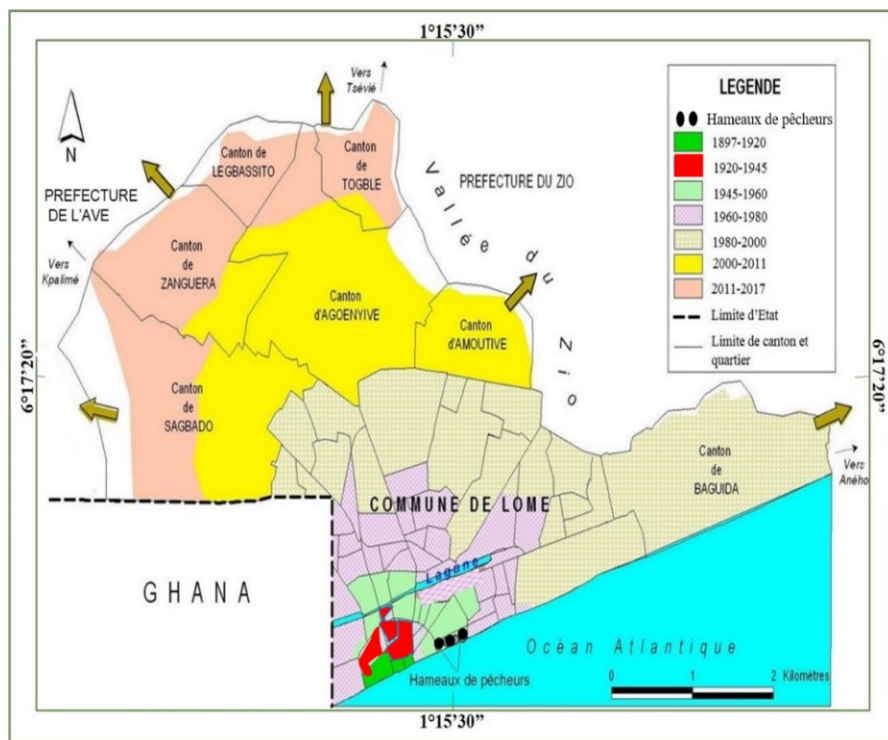 1°15'30"
Vers
Tsévié
N
Canton de
LEGBASSITO
Canton
de
TOGBLE
Vallée du Zio
PREFECTURE DU ZIO
PREFECTURE
DE L'AVE
Vers
Kpalimé
Canton
de
ZANGUERA
Canton
d'AGOENYIVE
Canton
d'AMOUTIVE
6°17'20"
6°17'20"
Canton
de
SAGBADO
Canton
de
BAGUIDA
Vers
Aného
COMMUNE DE LOME
GHANA
Lagune
Océan Atlantique
Hameaux de pêcheurs
0 1 2 Kilométres
1°15'30"
LEGENDE
Hameaux de pêcheurs
1897-1920
1920-1945
1945-1960
1960-1980
1980-2000
2000-2011
2011-2017
Limite d'Etat
Limite de canton et
quartier